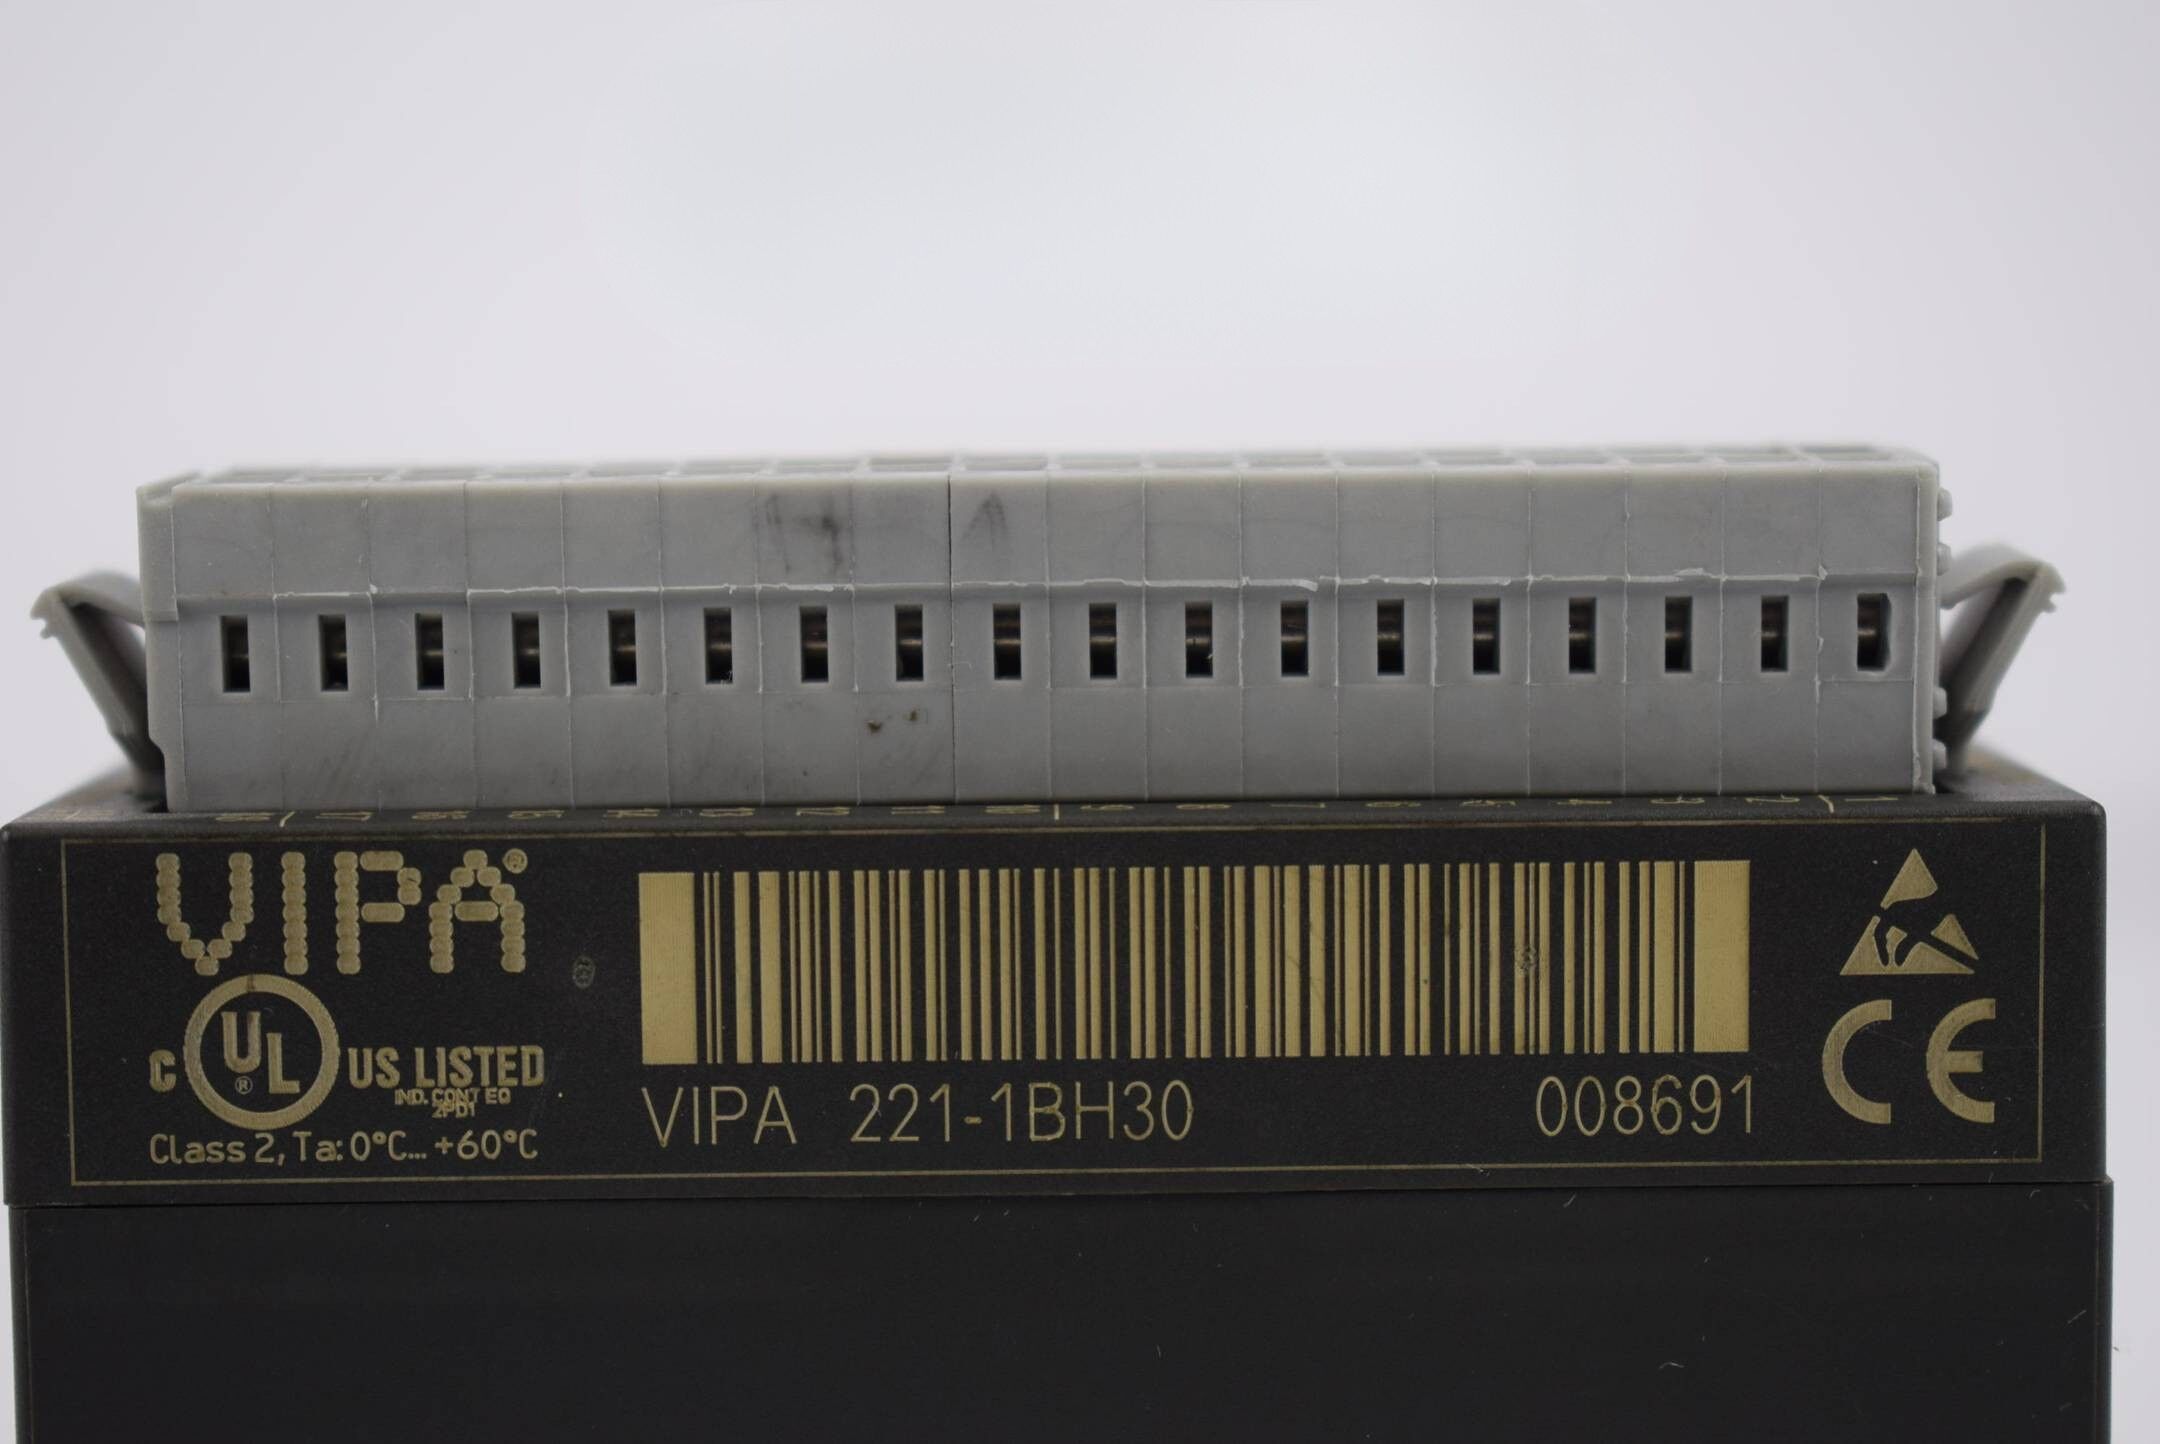 VIPA®
C UL® US LISTED
IND. CONT EQ
2PD1
Class 2, Ta: 0°C... +60°C
VIPA 221-1BH30 008691
CE